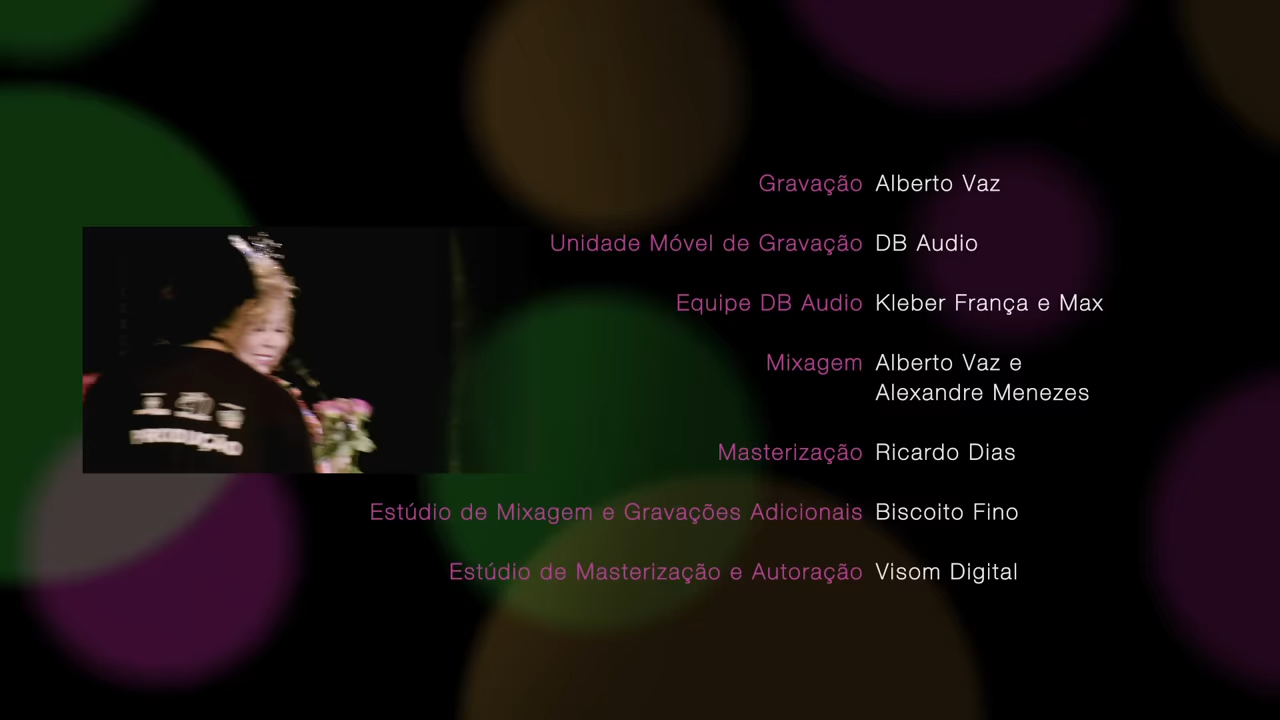 Gravação Alberto Vaz
Unidade Móvel de Gravação DB Audio
Equipe DB Audio Kleber França e Max
Mixagem Alberto Vaz e
Alexandre Menezes
PRODUÇÃO
Masterização Ricardo Dias
Estúdio de Mixagem e Gravações Adicionais Biscoito Fino
Estúdio de Masterização e Autoração Visom Digital